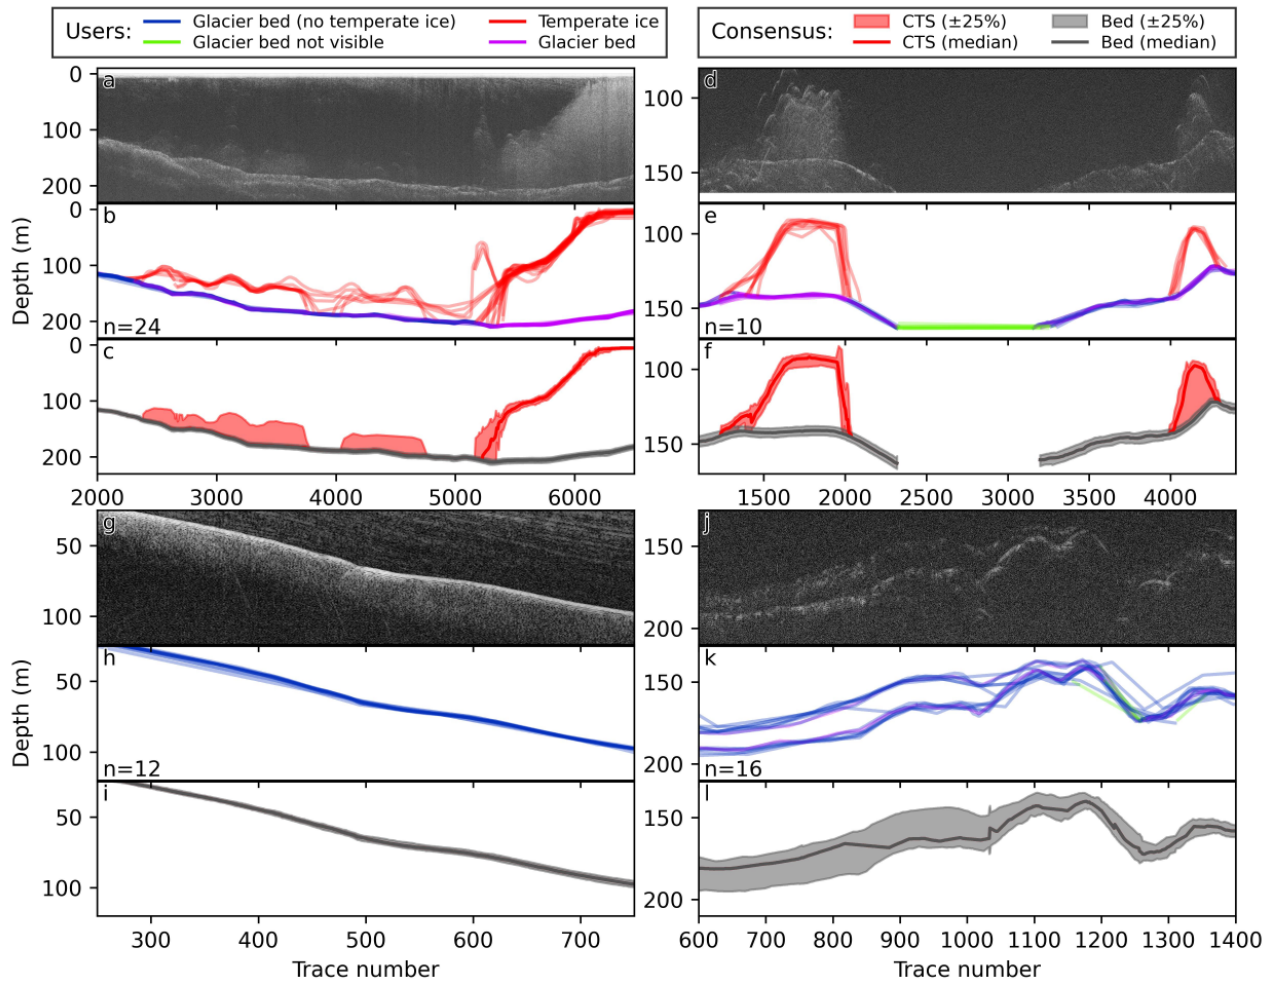 Users:
Glacier bed (no temperate ice)
Temperate ice
Glacier bed not visible
Glacier bed
Consensus:
CTS (±25%)
Bed (±25%)
CTS (median)
Bed (median)
a
0
100
200
d
100
150
b
0
100
200
n=24
e
100
150
n=10
c
0
100
200
f
100
150
Depth (m)
2000 3000 4000 5000 6000
1500 2000 2500 3000 3500 4000
g
50
100
j
150
200
h
50
100
n=12
k
150
200
n=16
i
50
100
l
150
200
Depth (m)
300 400 500 600 700
600 700 800 900 1000 1100 1200 1300 1400
Trace number
Trace number